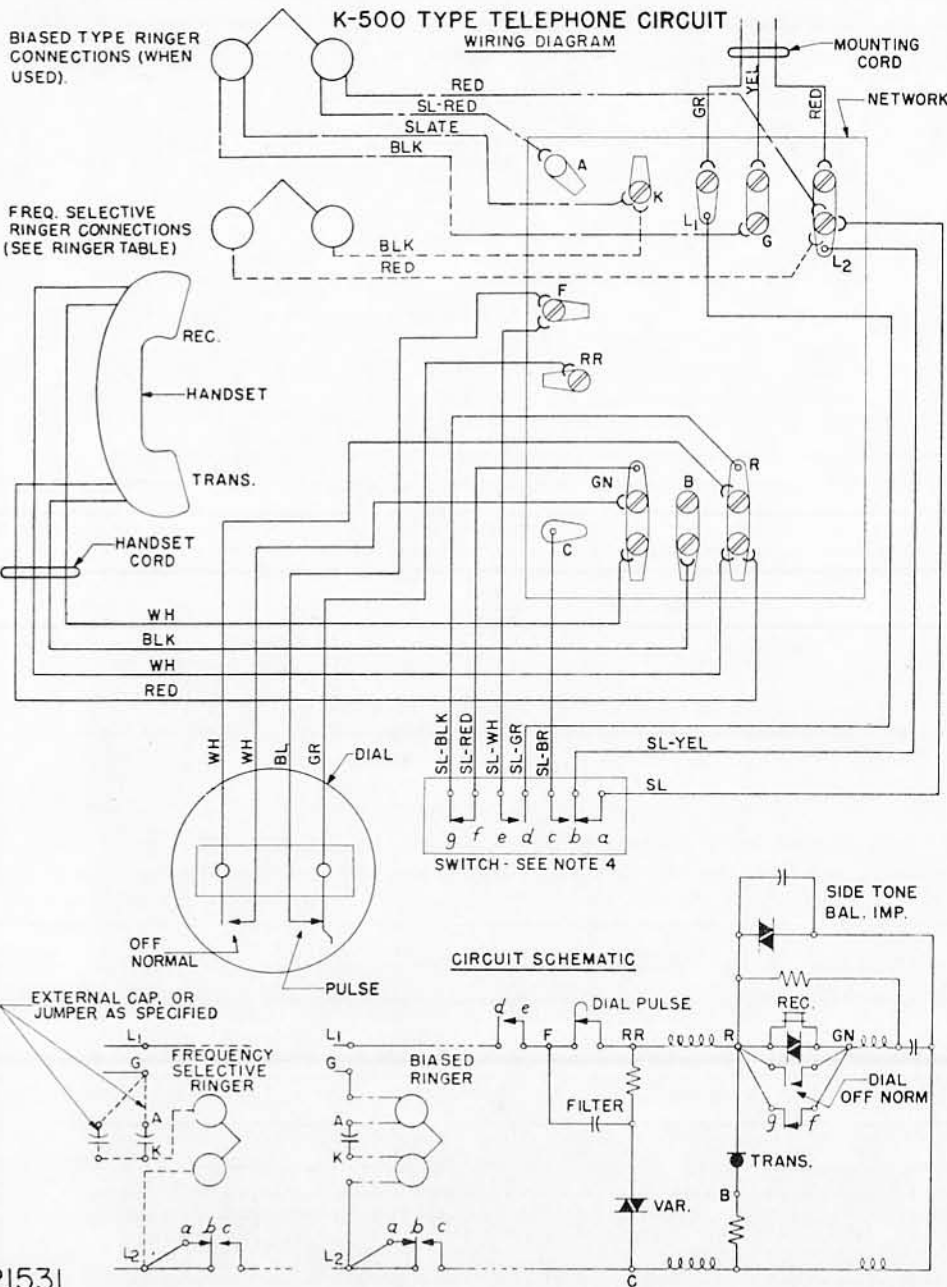 K-500 TYPE TELEPHONE CIRCUIT
WIRING DIAGRAM
BIASED TYPE RINGER
CONNECTIONS (WHEN
USED).
MOUNTING
CORD
NETWORK
RED
SL-RED
SLATE
BLK
GR
YEL
RED
A
K
L1
G
L2
FREQ. SELECTIVE
RINGER CONNECTIONS
(SEE RINGER TABLE)
BLK
RED
F
REC.
RR
HANDSET
TRANS.
GN
B
R
C
HANDSET
CORD
WH
BLK
WH
RED
WH
WH
BL
GR
DIAL
SL-BLK
SL-RED
SL-WH
SL-GR
SL-BR
SL-YEL
SL
g f e d c b a
SWITCH - SEE NOTE 4
OFF
NORMAL
PULSE
CIRCUIT SCHEMATIC
SIDE TONE
BAL. IMP.
EXTERNAL CAP, OR
JUMPER AS SPECIFIED
L1
G
FREQUENCY
SELECTIVE
RINGER
A
K
a b c
L2
L1
G
BIASED
RINGER
A
K
a b c
L2
d e
F
DIAL PULSE
RR
R
REC.
GN
DIAL
OFF NORM
g f
FILTER
TRANS.
B
VAR.
C
21531